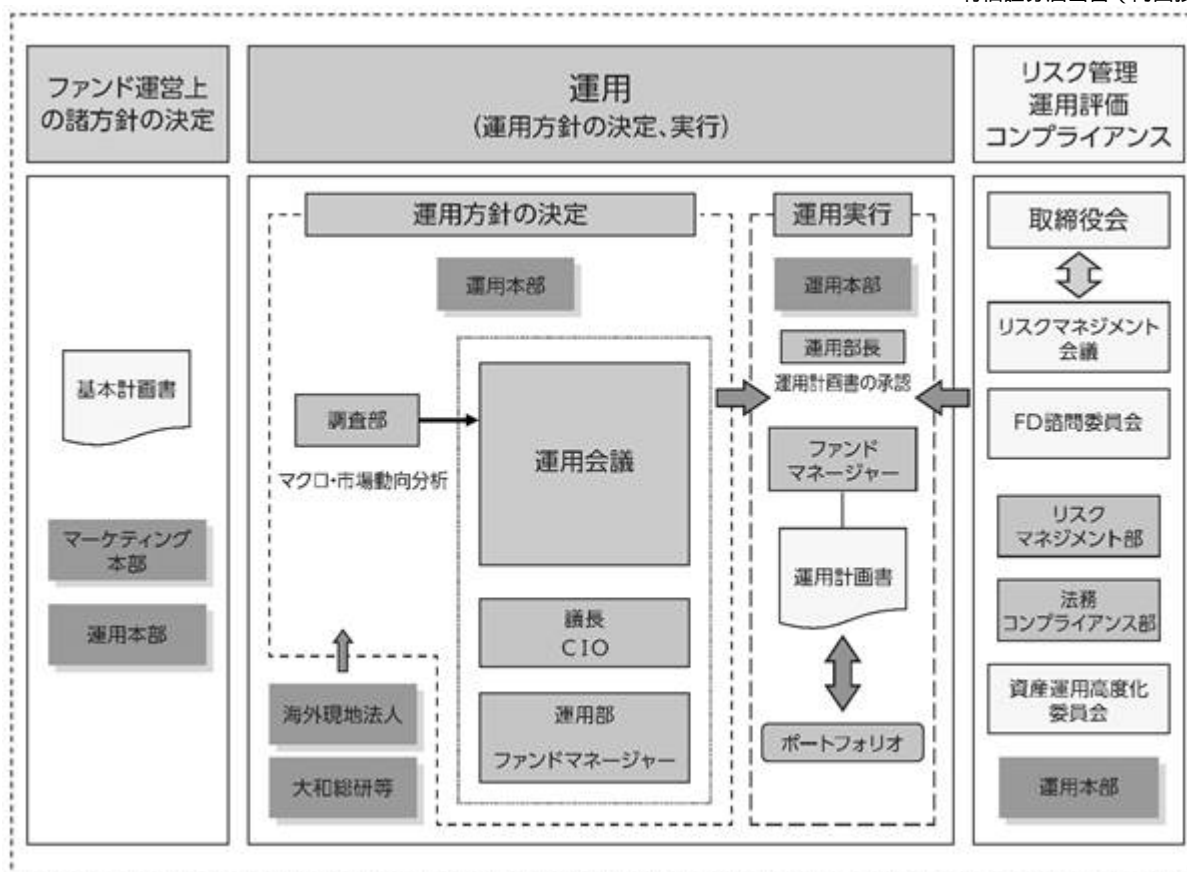 ファンド運営上
の諸方針の決定
運用
(運用方針の決定、実行)
リスク管理
運用評価
コンプライアンス
基本計画書
マーケティング
本部
運用本部
運用方針の決定
運用本部
調査部
マクロ・市場動向分析
運用会議
議長
CIO
運用部
ファンドマネージャー
海外現地法人
大和総研等
運用実行
運用本部
運用部長
運用計画書の承認
ファンド
マネージャー
運用計画書
ポートフォリオ
取締役会
リスクマネジメント
会議
FD諮問委員会
リスク
マネジメント部
法務
コンプライアンス部
資産運用高度化
委員会
運用本部